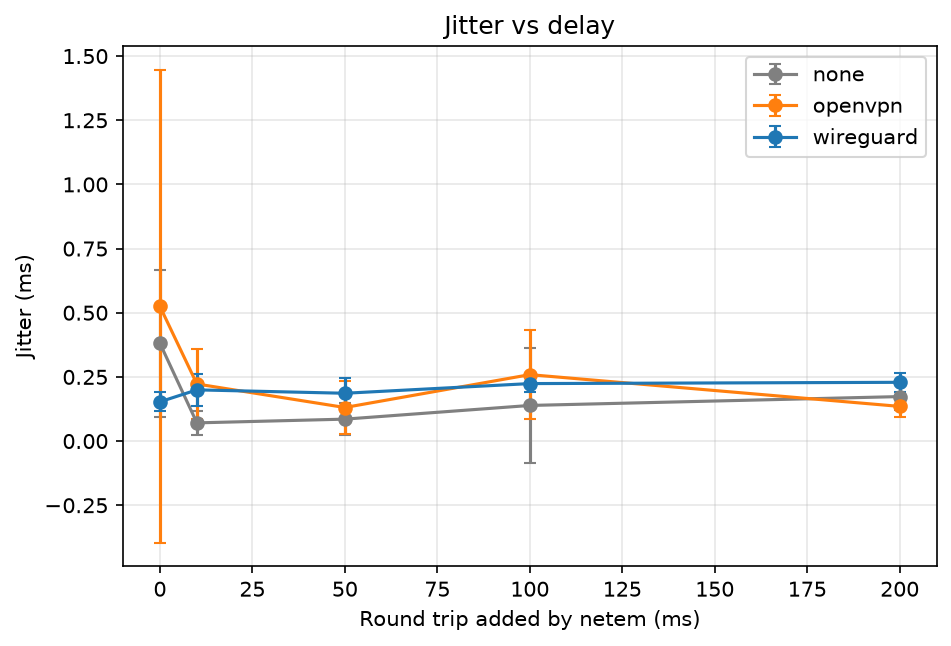 Jitter vs delay
1.50
1.25
1.00
0.75
0.50
0.25
0.00
−0.25
Jitter (ms)
none
openvpn
wireguard
0 25 50 75 100 125 150 175 200
Round trip added by netem (ms)